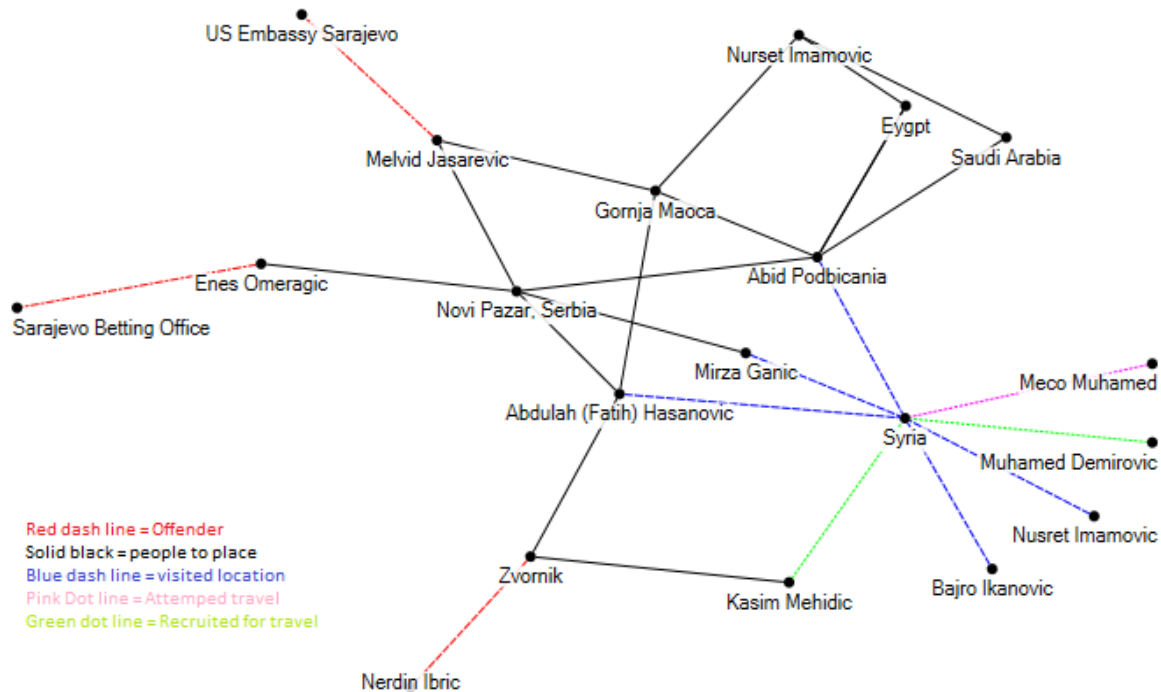 US Embassy Sarajevo
Nurset Imamovic
Eygpt
Melvid Jasarevic
Saudi Arabia
Gornja Maoca
Enes Omeragic
Abid Podbicania
Novi Pazar, Serbia
Sarajevo Betting Office
Mirza Ganic
Meco Muhamed
Abdulah (Fatih) Hasanovic
Syria
Muhamed Demirovic
Red dash line = Offender
Nusret Imamovic
Solid black = people to place
Blue dash line = visited location
Zvornik
Bajro Ikanovic
Pink Dot line = Attemped travel
Kasim Mehidic
Green dot line = Recruited for travel
Nerdin Ibric